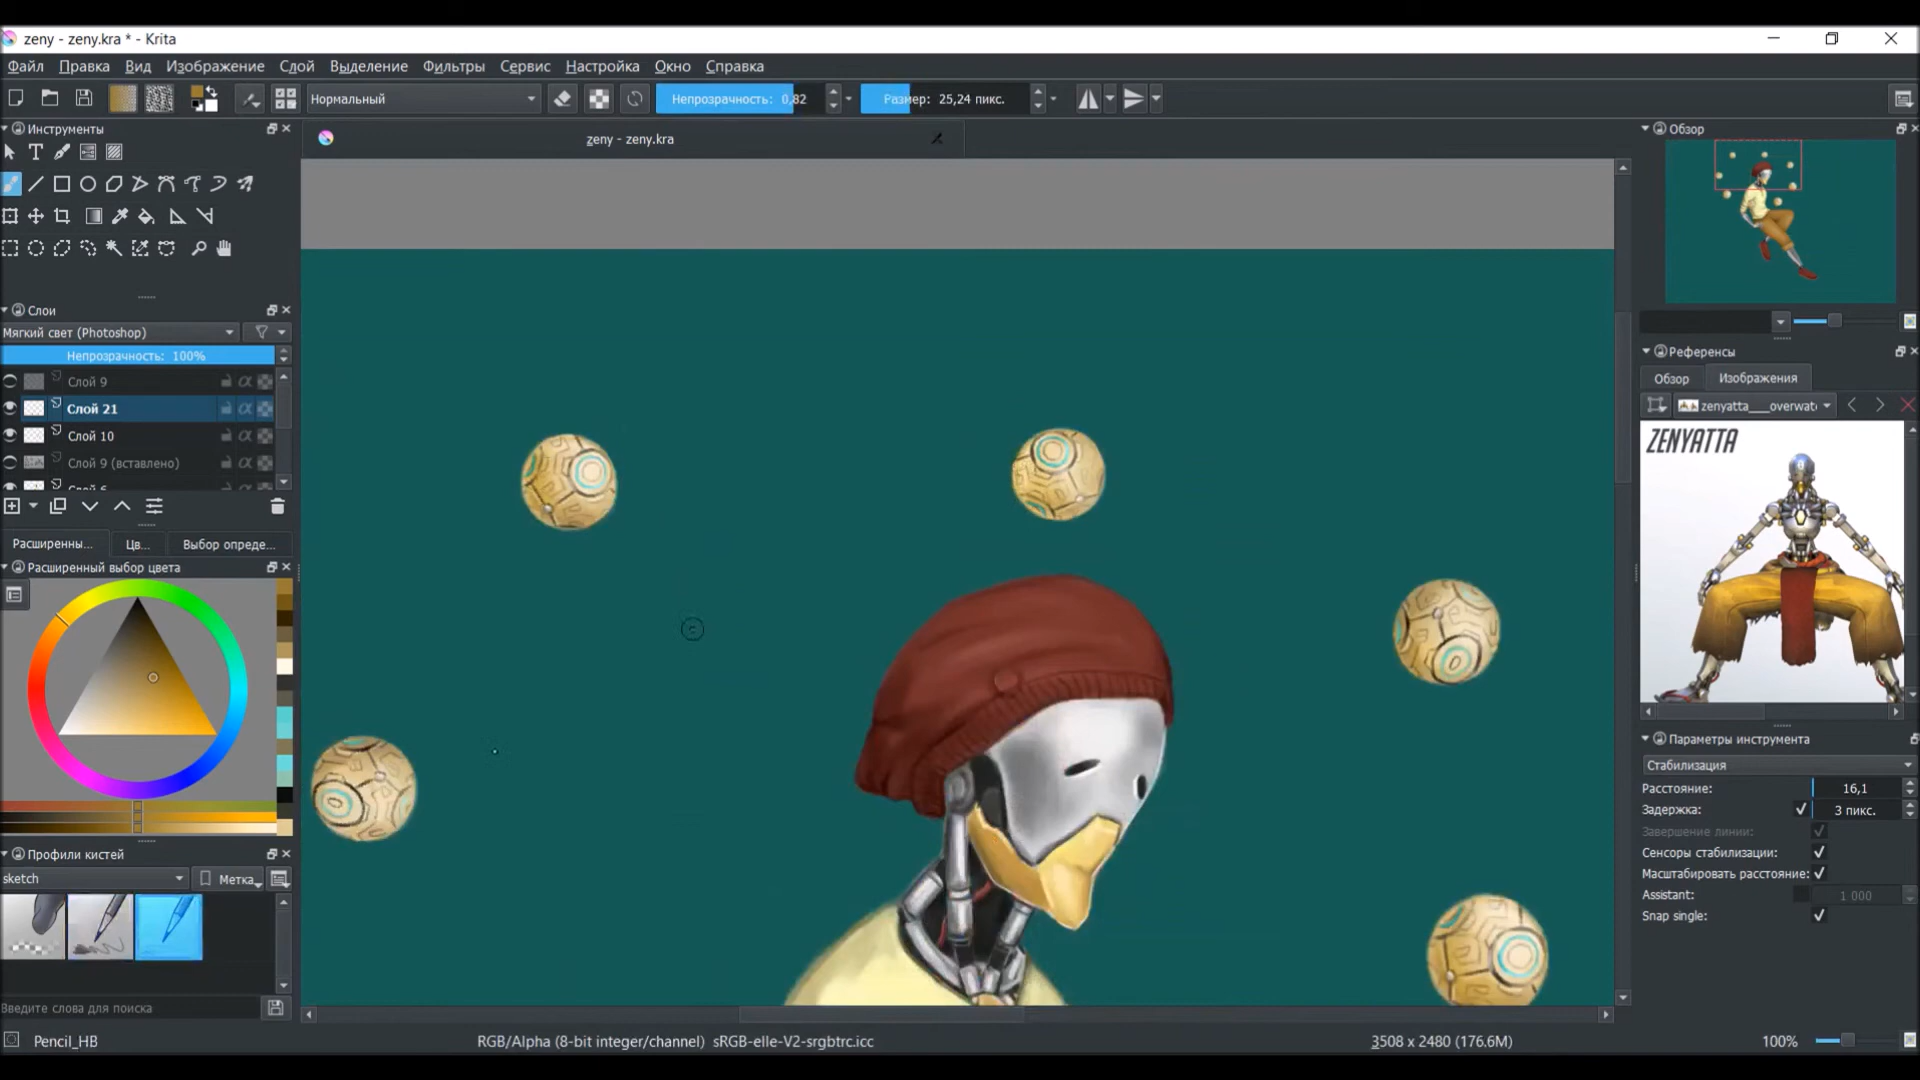 zeny - zeny.kra * - Krita
Файл Правка Вид Изображение Слой Выделение Фильтры Сервис Настройка Окно Справка
Нормальный Непрозрачность: 0,82 Размер: 25,24 пикс.
Инструменты
zeny - zeny.kra
Обзор
Слои
Мягкий свет (Photoshop)
Непрозрачность: 100%
Слой 9
Слой 21
Слой 10
Слой 9 (вставлено)
Референсы
Обзор Изображения
zenyatta___overwat
ZENYATTA
Расширенны... Цв... Выбор опреде...
Расширенный выбор цвета
Параметры инструмента
Стабилизация
Расстояние: 16,1
Задержка: 3 пикс.
Завершение линии:
Сенсоры стабилизации:
Масштабировать расстояние:
Assistant: 1 000
Snap single:
Профили кистей
sketch Метка
Введите слова для поиска
Pencil_HB RGB/Alpha (8-bit integer/channel) sRGB-elle-V2-srgbtrc.icc 3508 x 2480 (176.6M) 100%